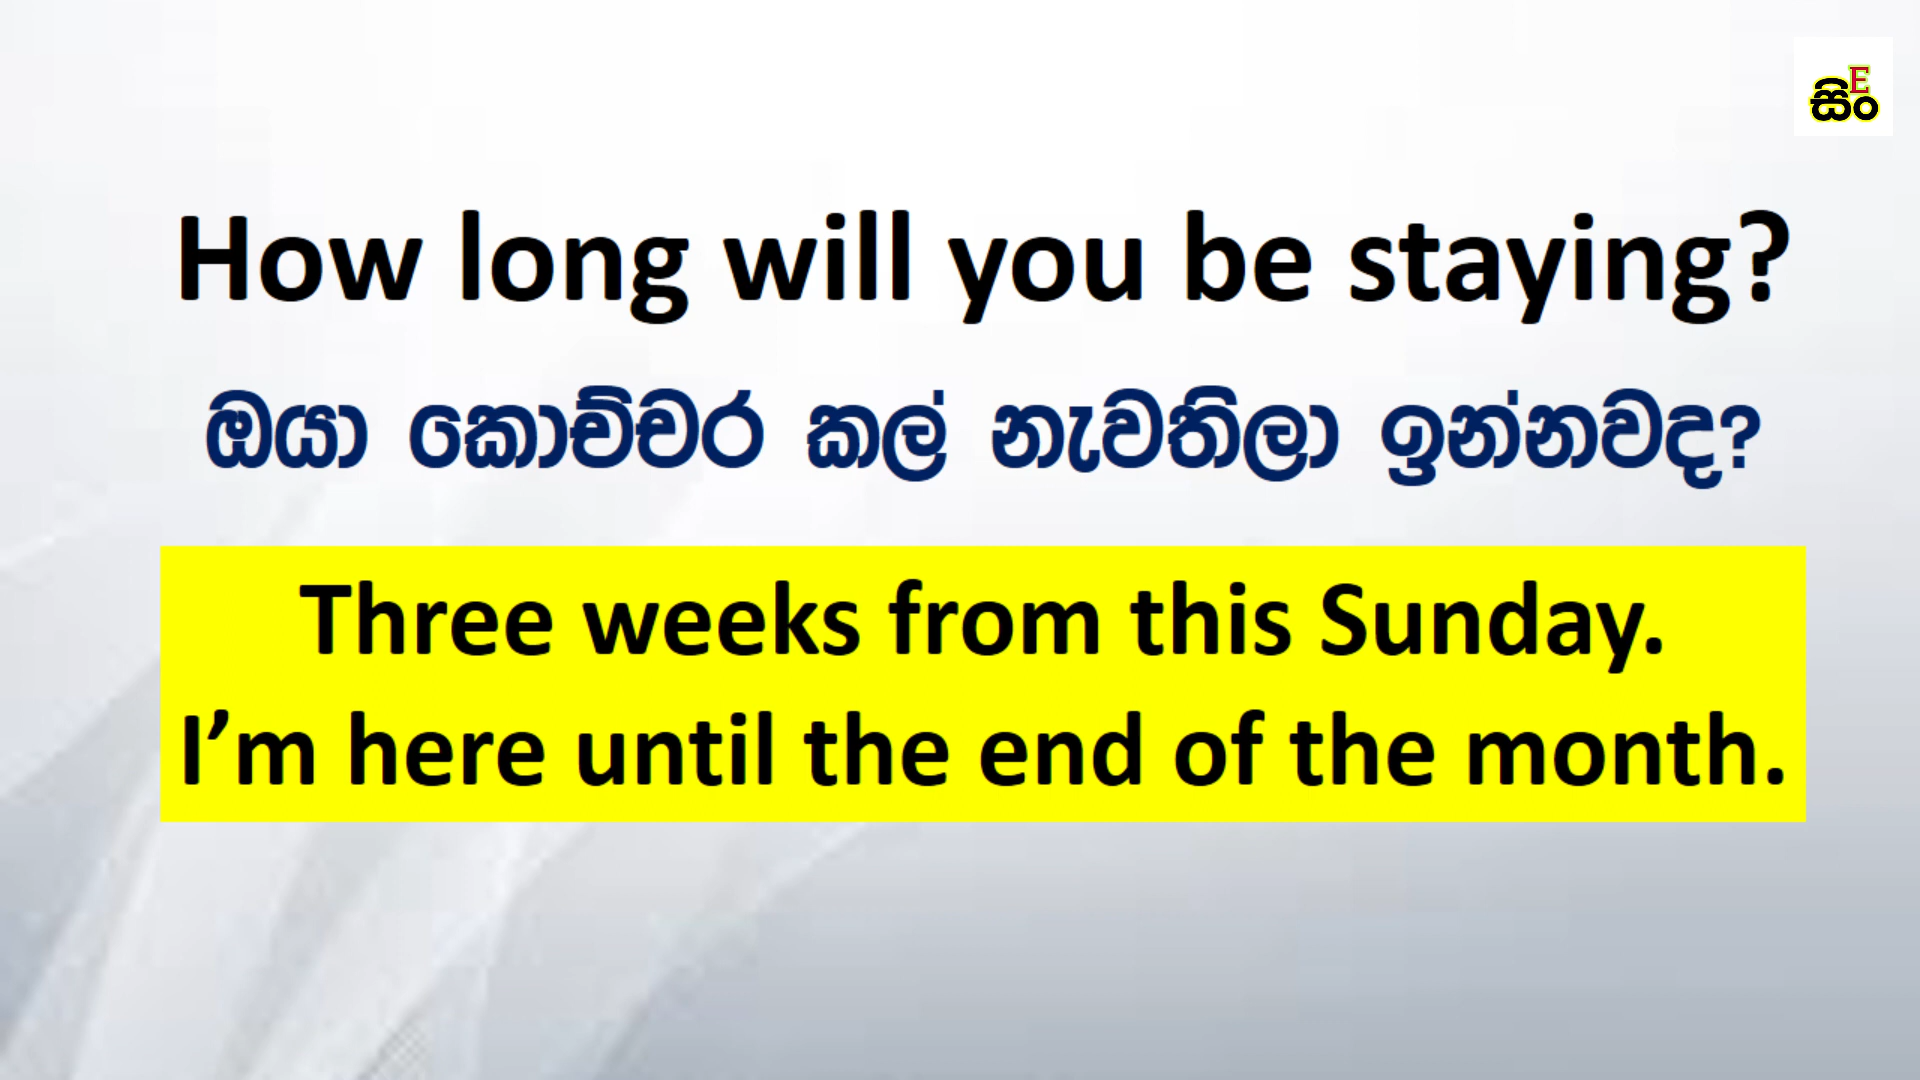 සිංE
How long will you be staying?
ඔයා කොච්චර කල් නැවතිලා ඉන්නවද?
Three weeks from this Sunday.
I’m here until the end of the month.